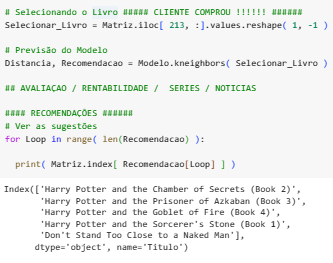 # Selecionando o Livro ##### CLIENTE COMPROU !!!!!! ######
Selecionar_Livro = Matriz.iloc[ 213, :].values.reshape( 1, -1 )
# Previsão do Modelo
Distancia, Recomendacao = Modelo.kneighbors( Selecionar_Livro )
## AVALIAÇAO / RENTABILIDADE /  SERIES / NOTICIAS
#### RECOMENDAÇÕES ######
# Ver as sugestões
for Loop in range( len(Recomendacao) ):
  print( Matriz.index[ Recomendacao[Loop] ] )
Index(['Harry Potter and the Chamber of Secrets (Book 2)',
       'Harry Potter and the Prisoner of Azkaban (Book 3)',
       'Harry Potter and the Goblet of Fire (Book 4)',
       'Harry Potter and the Sorcerer's Stone (Book 1)',
       'Don't Stand Too Close to a Naked Man'],
      dtype='object', name='Titulo')